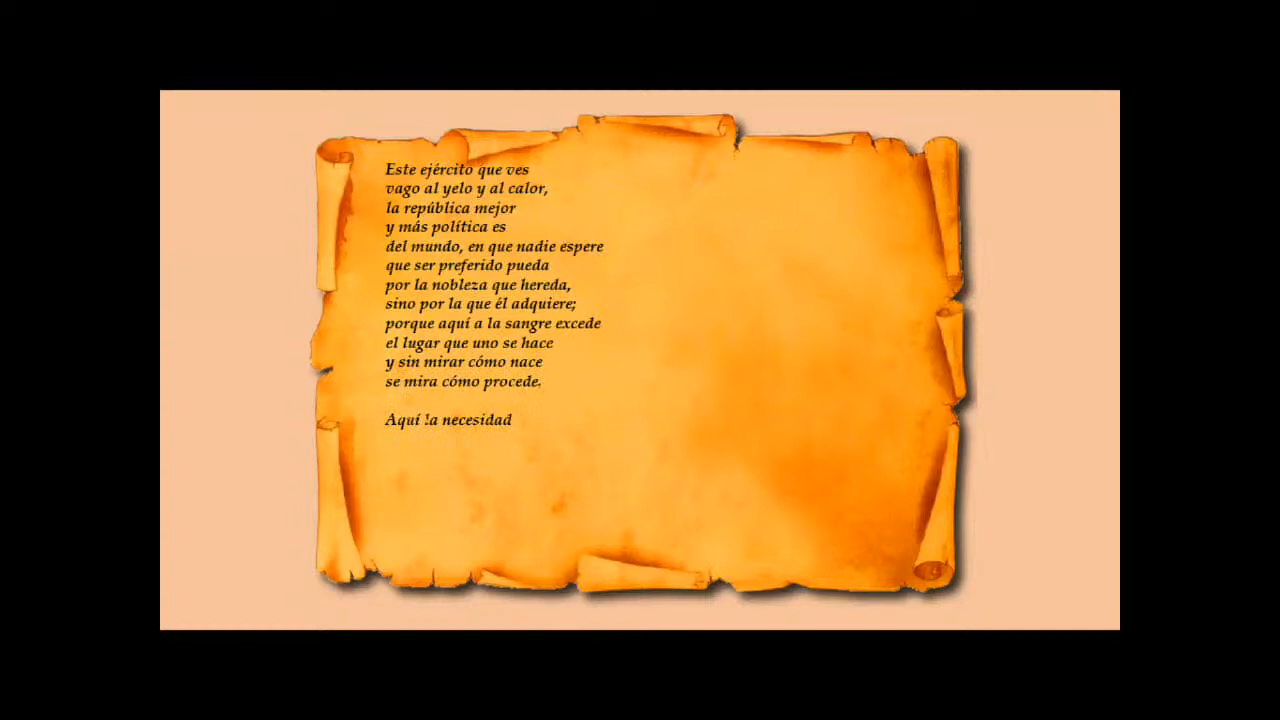 Este ejército que ves
vago al yelo y al calor,
la república mejor
y más política es
del mundo, en que nadie espere
que ser preferido pueda
por la nobleza que hereda,
sino por la que él adquiere;
porque aquí a la sangre excede
el lugar que uno se hace
y sin mirar cómo nace
se mira cómo procede.

Aquí la necesidad